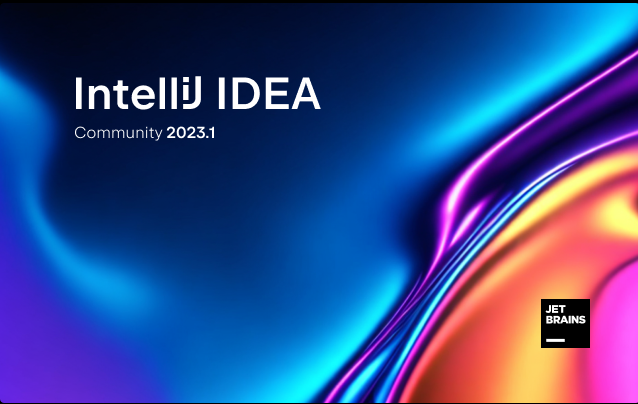 IntelliJ IDEA
Community 2023.1
JET
BRAINS